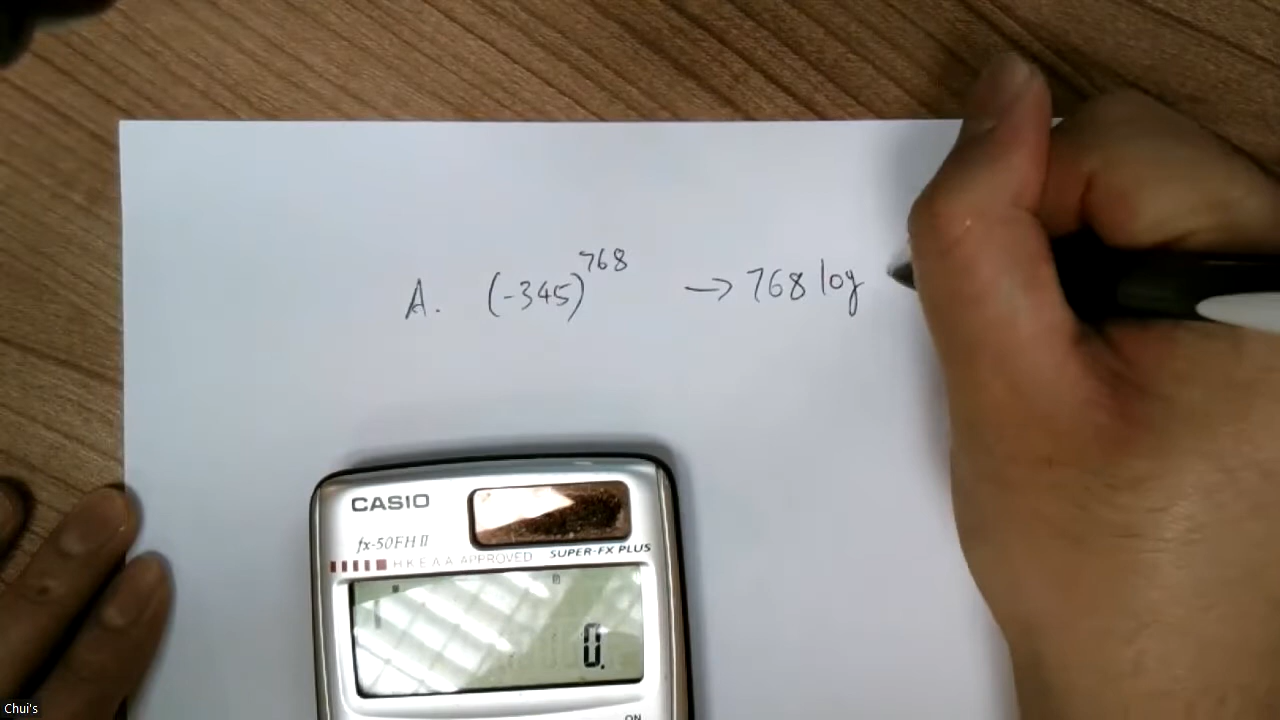 A. (-345)^768 → 768 log
CASIO
fx-50FH II
H.K.E.A.A. APPROVED SUPER-FX PLUS
0.
ON
Chui's